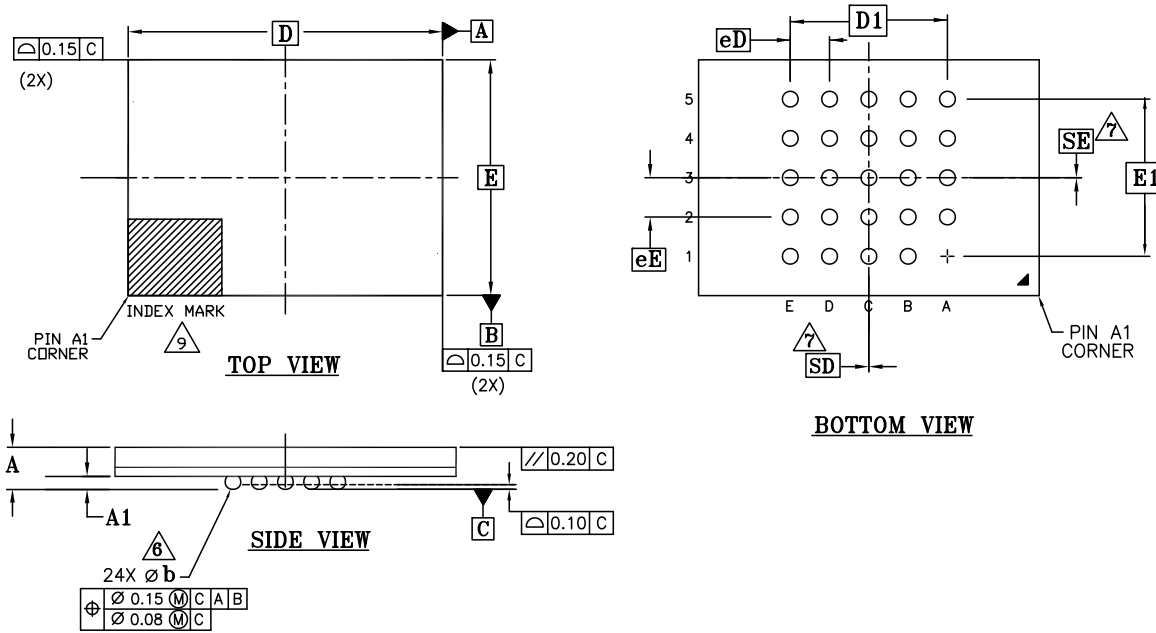 D
A
⌓ 0.15 C
(2X)
E
INDEX MARK
9
PIN A1
CORNER
B
⌓ 0.15 C
(2X)
TOP VIEW
D1
eD
5
4
3
2
1
SE
7
E1
eE
E D C B A
7
SD
PIN A1
CORNER
BOTTOM VIEW
A
A1
// 0.20 C
C
⌓ 0.10 C
SIDE VIEW
6
24X Ø b
⌖ Ø 0.15 Ⓜ C A B
Ø 0.08 Ⓜ C